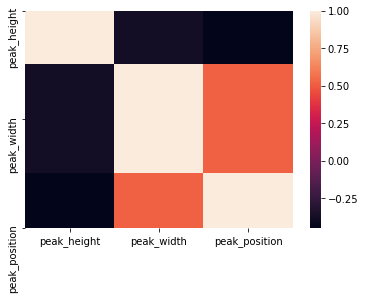 peak_height
peak_width
peak_position
peak_height
peak_width
peak_position
1.00
0.75
0.50
0.25
0.00
−0.25